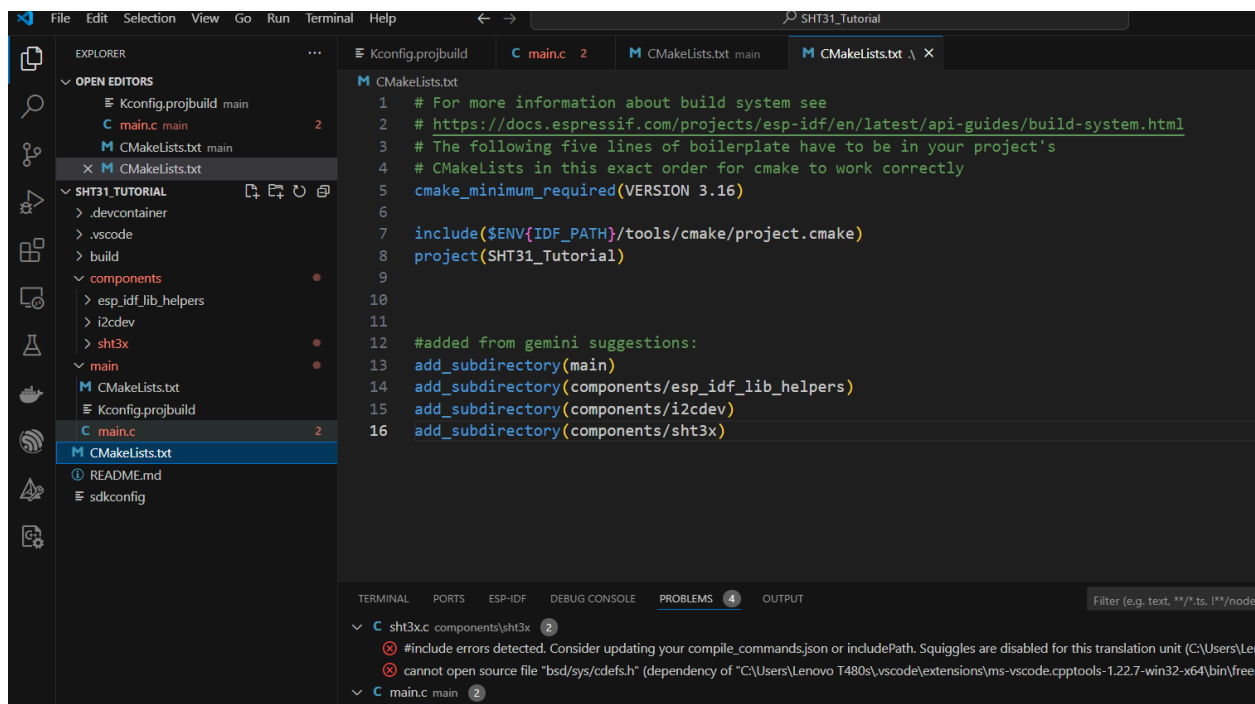 File Edit Selection View Go Run Terminal Help
SHT31_Tutorial
EXPLORER
OPEN EDITORS
Kconfig.projbuild main
C main.c main 2
M CMakeLists.txt main
M CMakeLists.txt
SHT31_TUTORIAL
.devcontainer
.vscode
build
components
esp_idf_lib_helpers
i2cdev
sht3x
main
M CMakeLists.txt
Kconfig.projbuild
C main.c 2
M CMakeLists.txt
README.md
sdkconfig
Kconfig.projbuild C main.c 2 M CMakeLists.txt main M CMakeLists.txt .\
M CMakeLists.txt
1 # For more information about build system see
2 # https://docs.espressif.com/projects/esp-idf/en/latest/api-guides/build-system.html
3 # The following five lines of boilerplate have to be in your project's
4 # CMakeLists in this exact order for cmake to work correctly
5 cmake_minimum_required(VERSION 3.16)
6
7 include($ENV{IDF_PATH}/tools/cmake/project.cmake)
8 project(SHT31_Tutorial)
9
10
11
12 #added from gemini suggestions:
13 add_subdirectory(main)
14 add_subdirectory(components/esp_idf_lib_helpers)
15 add_subdirectory(components/i2cdev)
16 add_subdirectory(components/sht3x)
TERMINAL PORTS ESP-IDF DEBUG CONSOLE PROBLEMS 4 OUTPUT
Filter (e.g. text, **/*.ts, !**/node
C sht3x.c components\sht3x 2
#include errors detected. Consider updating your compile_commands.json or includePath. Squiggles are disabled for this translation unit (C:\Users\Le
cannot open source file "bsd/sys/cdefs.h" (dependency of "C:\Users\Lenovo T480s\.vscode\extensions\ms-vscode.cpptools-1.22.7-win32-x64\bin\free
C main.c main 2